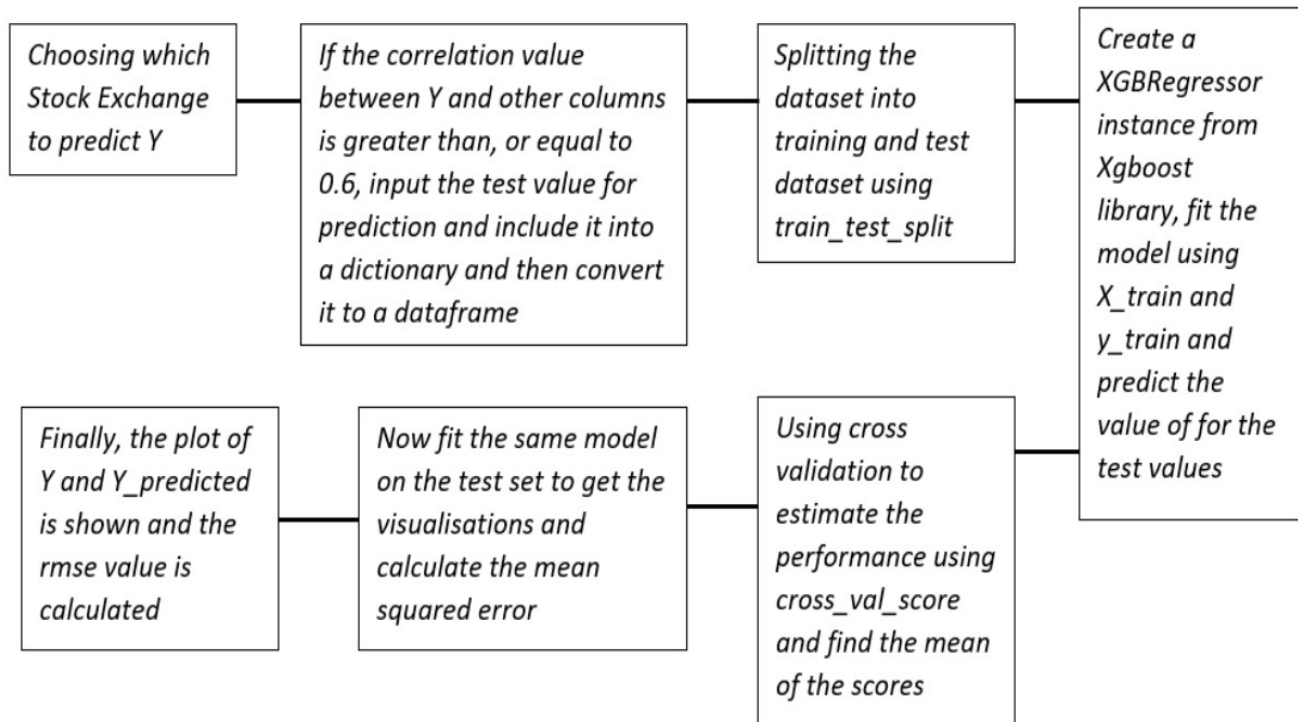 Choosing which
Stock Exchange
to predict Y
If the correlation value
between Y and other columns
is greater than, or equal to
0.6, input the test value for
prediction and include it into
a dictionary and then convert
it to a dataframe
Splitting the
dataset into
training and test
dataset using
train_test_split
Create a
XGBRegressor
instance from
Xgboost
library, fit the
model using
X_train and
y_train and
predict the
value of for the
test values
Using cross
validation to
estimate the
performance using
cross_val_score
and find the mean
of the scores
Now fit the same model
on the test set to get the
visualisations and
calculate the mean
squared error
Finally, the plot of
Y and Y_predicted
is shown and the
rmse value is
calculated